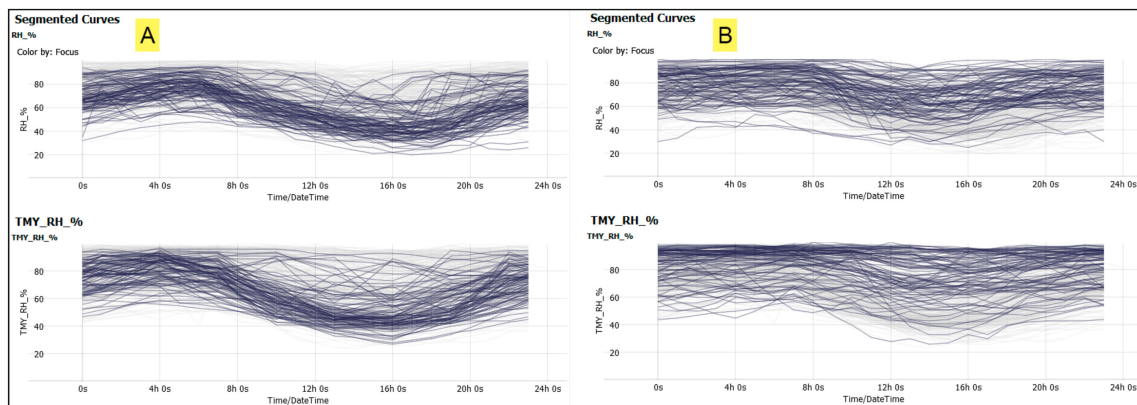 Segmented Curves
RH_%
A
Color by: Focus
80
60
40
20
RH_%
0s 4h 0s 8h 0s 12h 0s 16h 0s 20h 0s 24h 0s
Time/DateTime
TMY_RH_%
TMY_RH_%
80
60
40
20
TMY_RH_%
0s 4h 0s 8h 0s 12h 0s 16h 0s 20h 0s 24h 0s
Time/DateTime
Segmented Curves
RH_%
B
Color by: Focus
80
60
40
20
RH_%
0s 4h 0s 8h 0s 12h 0s 16h 0s 20h 0s 24h 0s
Time/DateTime
TMY_RH_%
TMY_RH_%
80
60
40
20
TMY_RH_%
0s 4h 0s 8h 0s 12h 0s 16h 0s 20h 0s 24h 0s
Time/DateTime